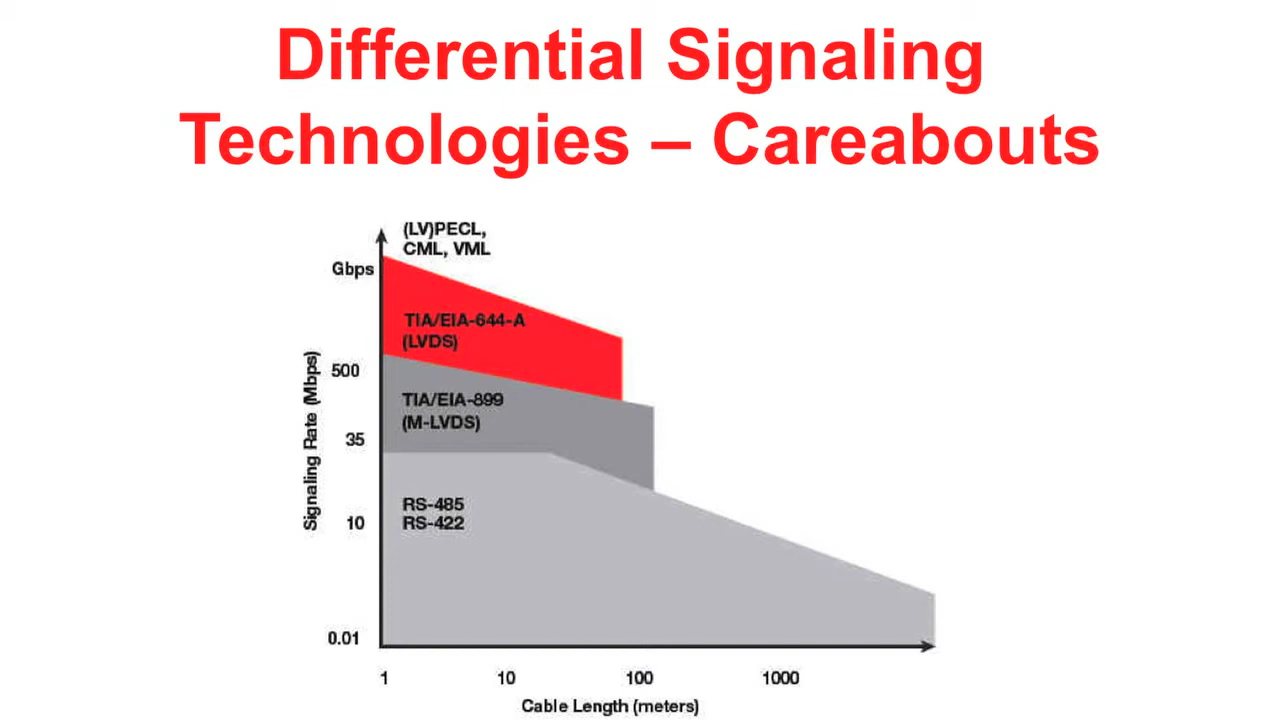 Differential Signaling
Technologies – Careabouts
(LV)PECL,
CML, VML
Gbps
TIA/EIA-644-A
(LVDS)
500
TIA/EIA-899
(M-LVDS)
35
Signaling Rate (Mbps)
RS-485
RS-422
10
0.01
1 10 100 1000
Cable Length (meters)